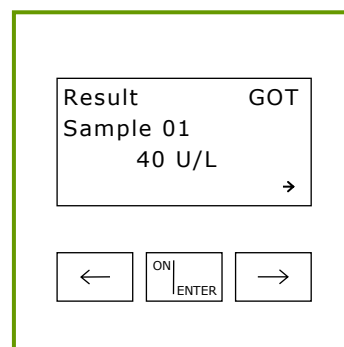 Result GOT
Sample 01
40 U/L
→
← ON ENTER →